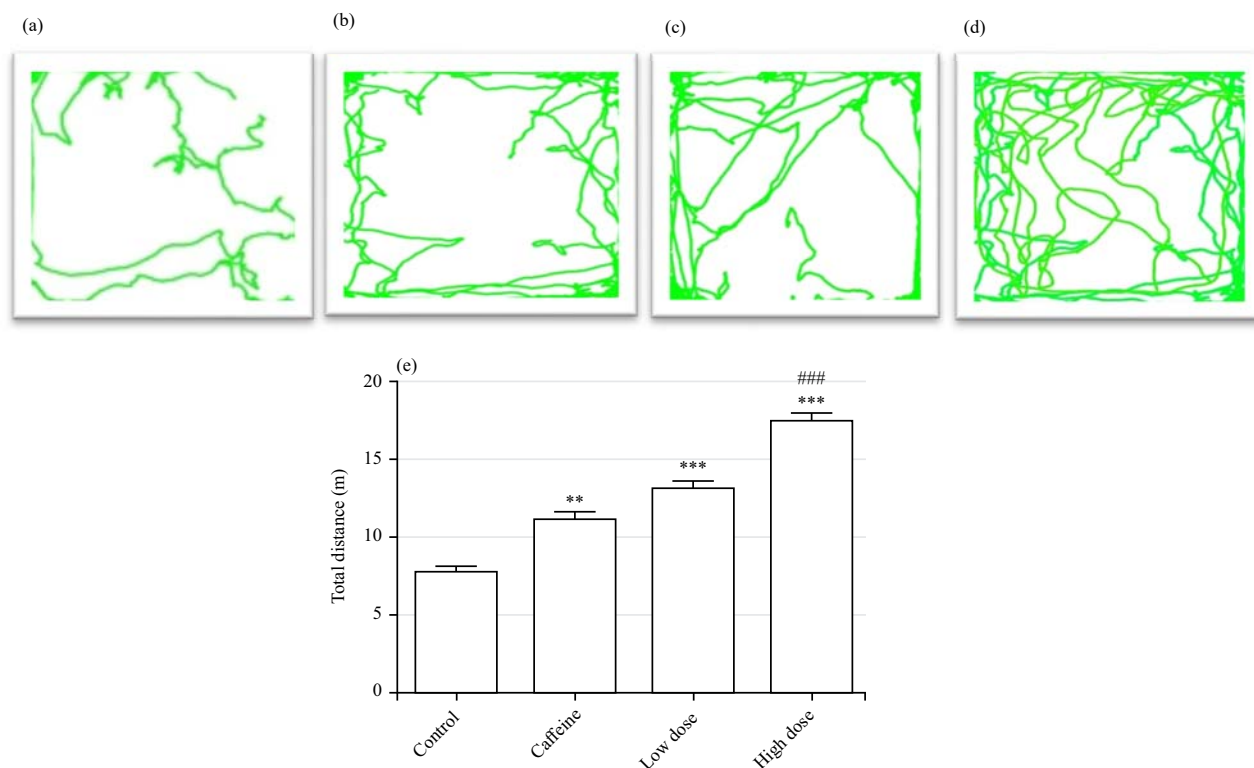 (a)
(b)
(c)
(d)
(e)
Total distance (m)
20
15
10
5
0
**
***
###
***
Control
Caffeine
Low dose
High dose